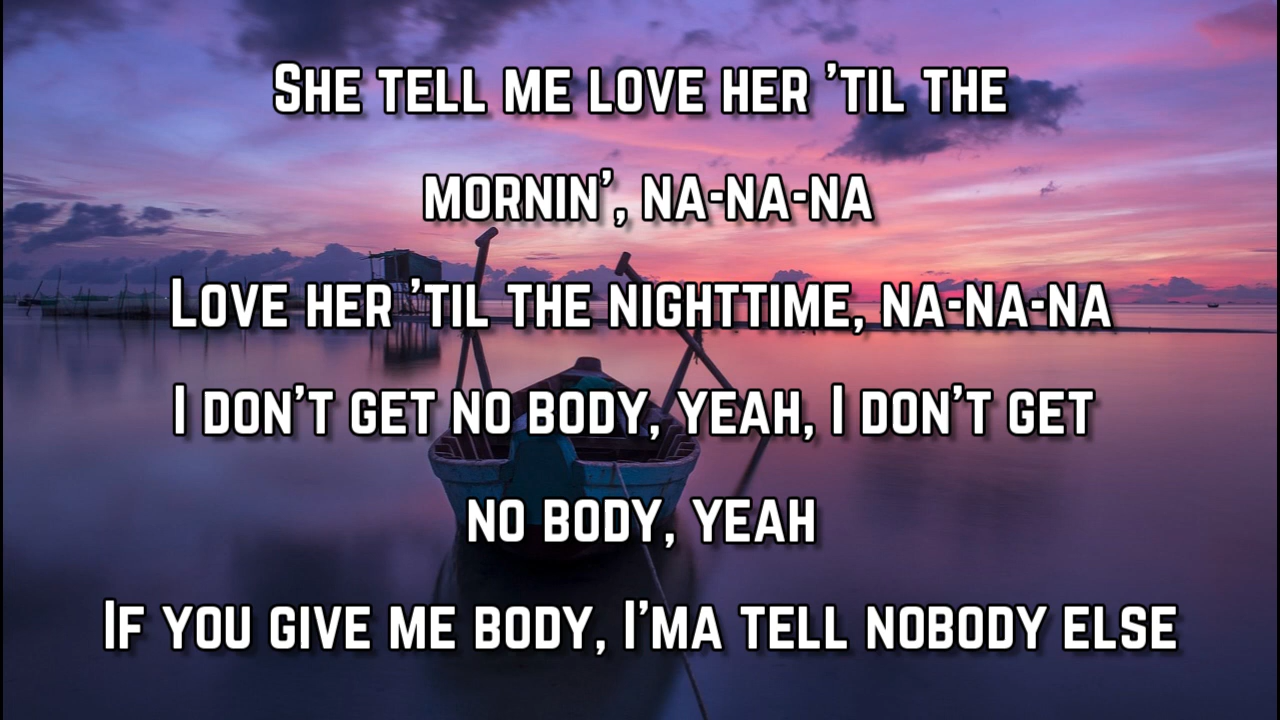 She tell me love her 'til the
mornin', na-na-na
Love her 'til the nighttime, na-na-na
I don't get no body, yeah, I don't get
no body, yeah
If you give me body, I'ma tell nobody else